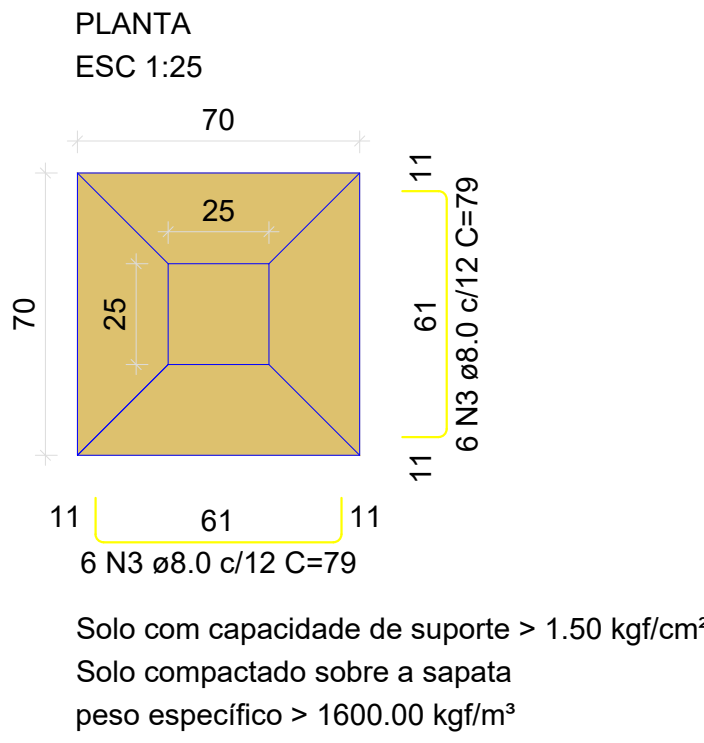 PLANTA
ESC 1:25
70
70
25
25
11
61
11
6 N3 ø8.0 c/12 C=79
11
61
11
6 N3 ø8.0 c/12 C=79
Solo com capacidade de suporte > 1.50 kgf/cm²
Solo compactado sobre a sapata
peso específico > 1600.00 kgf/m³